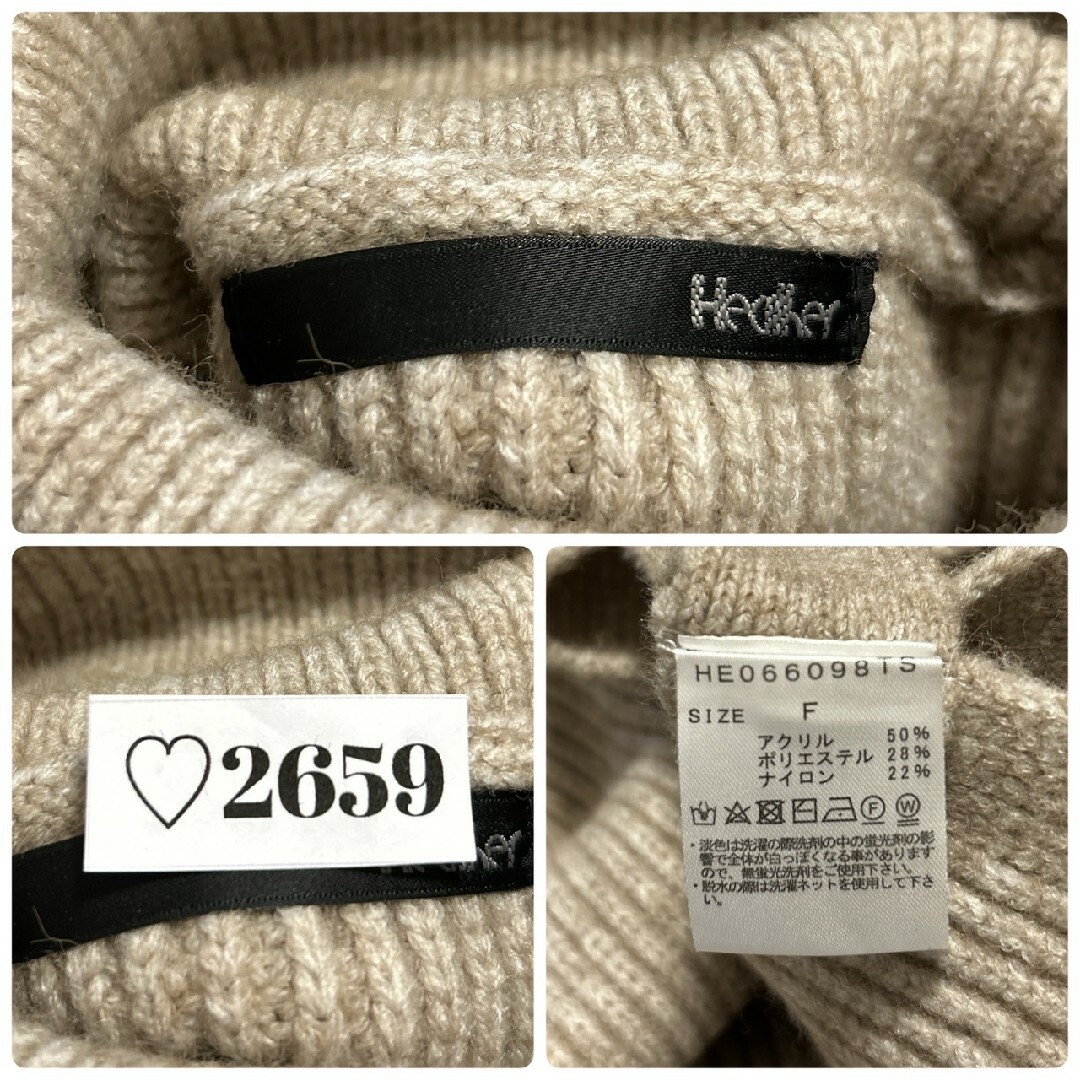 Heather
♡2659
Heather
HE066098TS
SIZE F
アクリル 50%
ポリエステル 28%
ナイロン 22%
F W
・淡色は洗濯の際洗剤の中の蛍光剤の影
響で全体が白っぽくなる事があります
ので、無蛍光洗剤をご使用下さい。
・脱水の際は洗濯ネットを使用して下さ
い。